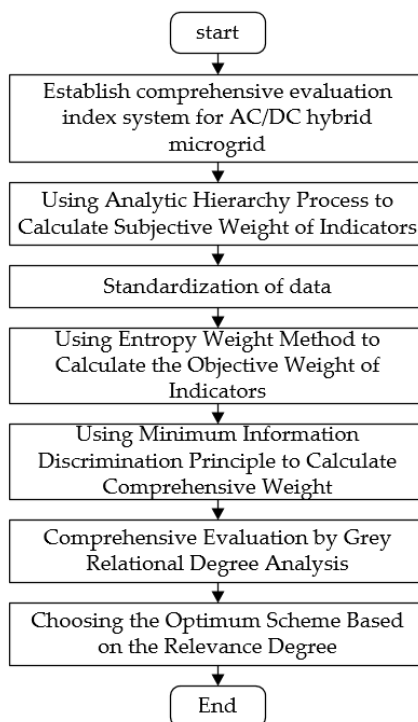 start
Establish comprehensive evaluation
index system for AC/DC hybrid
microgrid
Using Analytic Hierarchy Process to
Calculate Subjective Weight of Indicators
Standardization of data
Using Entropy Weight Method to
Calculate the Objective Weight of
Indicators
Using Minimum Information
Discrimination Principle to Calculate
Comprehensive Weight
Comprehensive Evaluation by Grey
Relational Degree Analysis
Choosing the Optimum Scheme Based
on the Relevance Degree
End